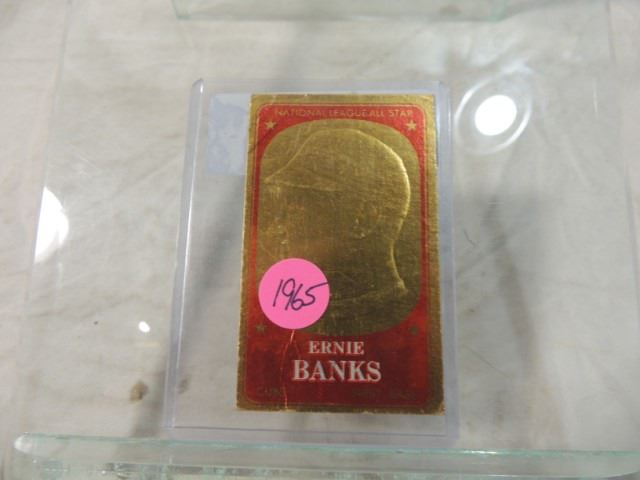 NATIONAL LEAGUE ALL STAR
1965
ERNIE
BANKS